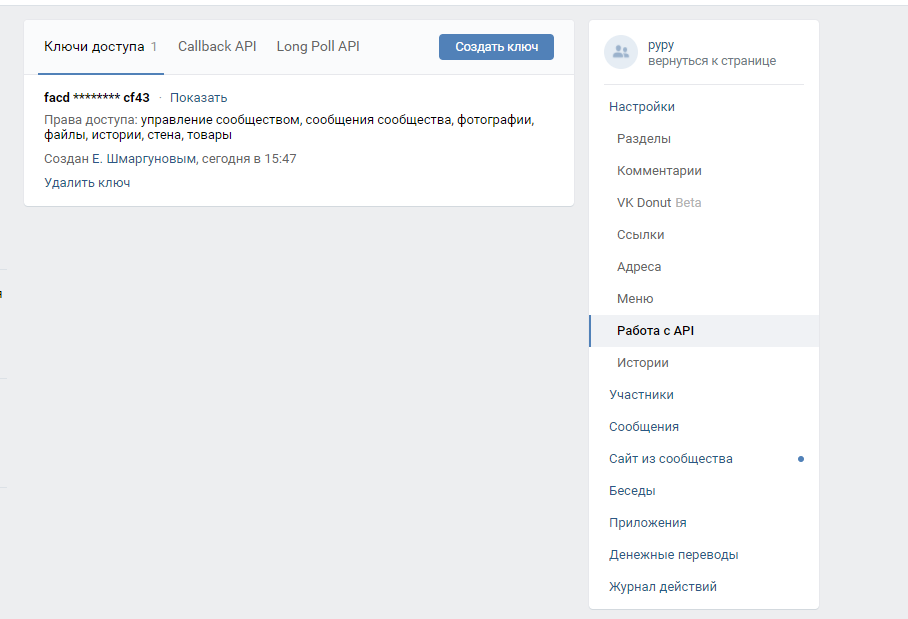 Ключи доступа 1 Callback API Long Poll API Создать ключ
facd ******** cf43 · Показать
Права доступа: управление сообществом, сообщения сообщества, фотографии,
файлы, истории, стена, товары
Создан Е. Шмаргуновым, сегодня в 15:47
Удалить ключ
я
pypy
вернуться к странице
Настройки
Разделы
Комментарии
VK Donut Beta
Ссылки
Адреса
Меню
Работа с API
Истории
Участники
Сообщения
Сайт из сообщества
Беседы
Приложения
Денежные переводы
Журнал действий